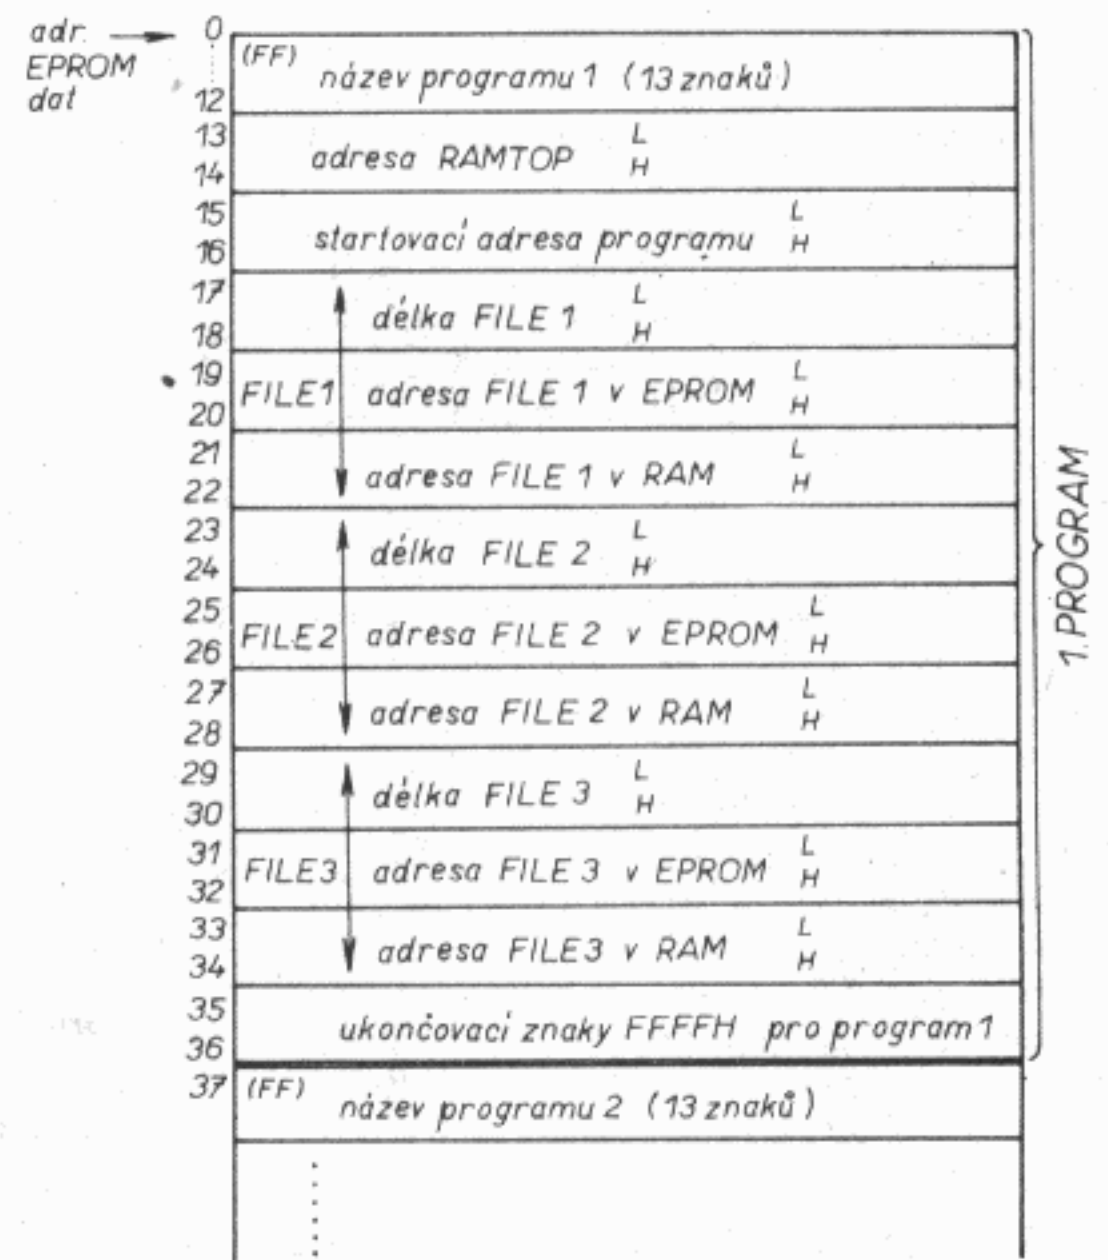 adr. 0
EPROM (FF)
dat název programu 1 (13 znaků)
12
13 L
adresa RAMTOP
14 H
15 L
startovací adresa programu
16 H
17 L
délka FILE 1
18 H
19 L
FILE1 adresa FILE 1 v EPROM
20 H
21 L
adresa FILE 1 v RAM
22 H
23 L
délka FILE 2
24 H
25 L
FILE2 adresa FILE 2 v EPROM
26 H
27 L
adresa FILE 2 v RAM
28 H
29 L
délka FILE 3
30 H
31 L
FILE3 adresa FILE 3 v EPROM
32 H
33 L
adresa FILE3 v RAM
34 H
35
ukončovací znaky FFFFH pro program 1
36
1. PROGRAM
37 (FF)
název programu 2 (13 znaků)